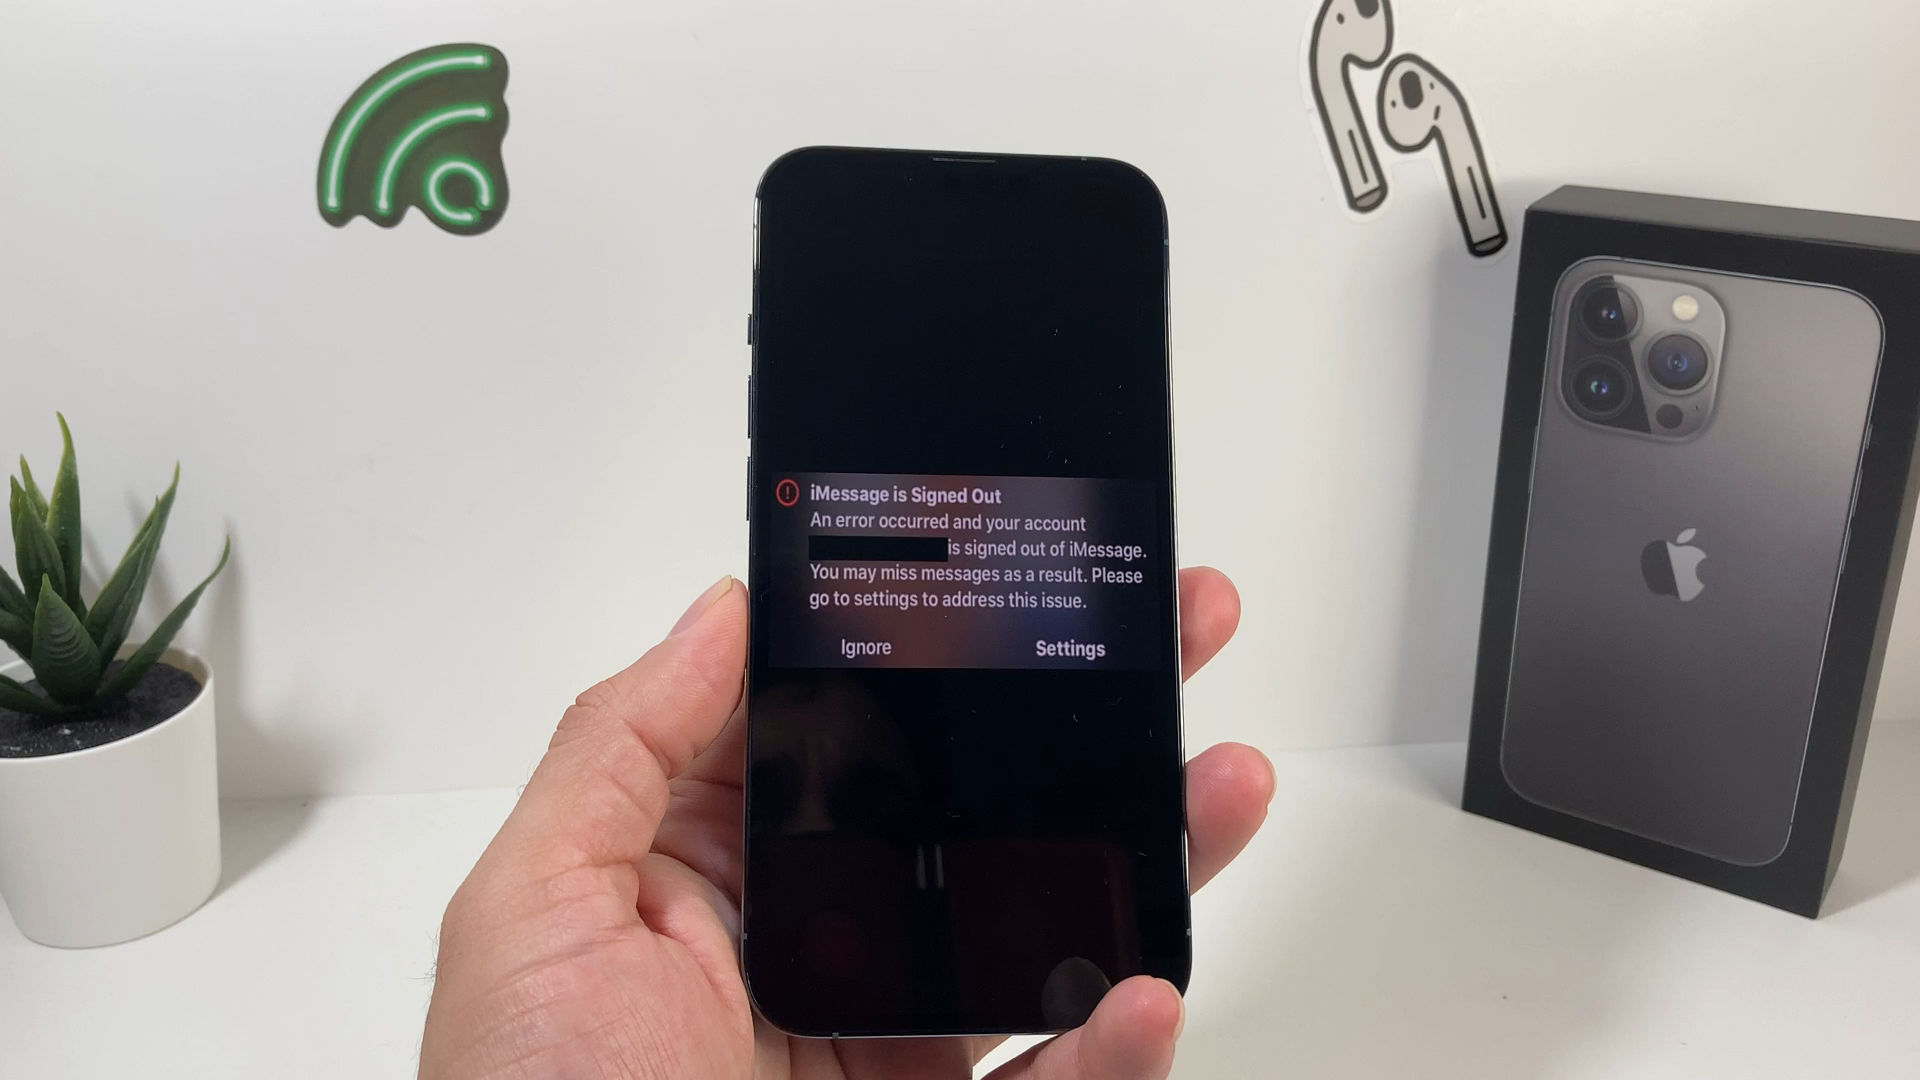 iMessage is Signed Out
An error occurred and your account
is signed out of iMessage.
You may miss messages as a result. Please
go to settings to address this issue.
Ignore Settings